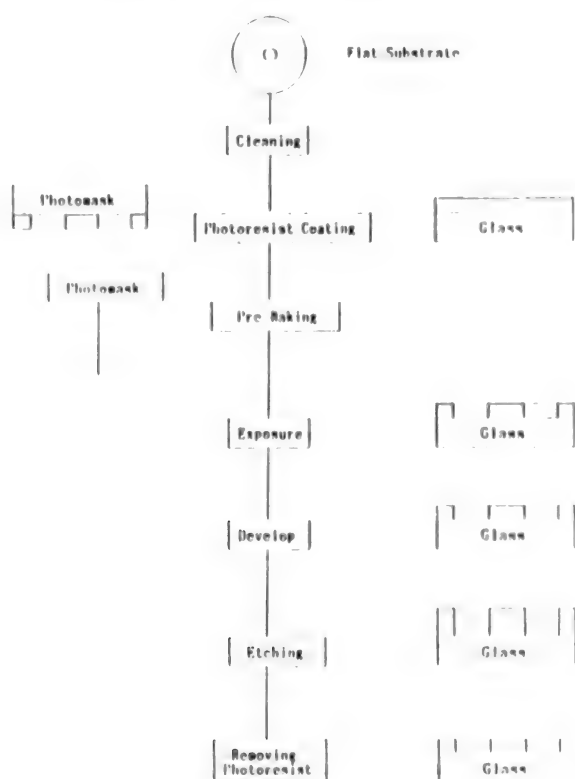 Flat Substrate
Cleaning
Photomask
Photoresist Coating
Glass
Photomask
Pre Baking
Exposure
Glass
Develop
Glass
Etching
Glass
Removing
Photoresist
Glass